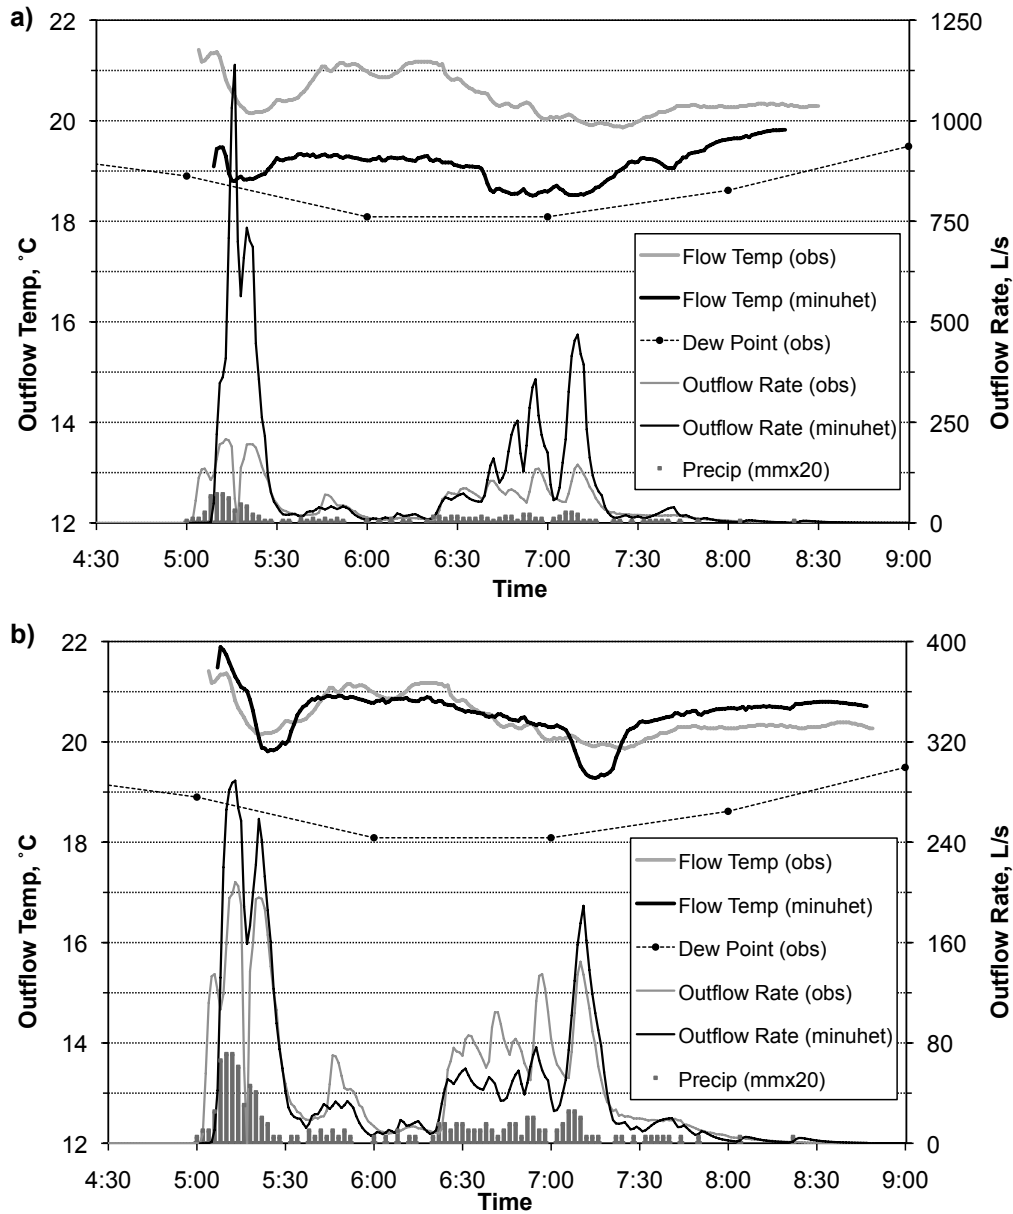 a)
22
20
18
16
14
12
Outflow Temp, ˚C
1250
1000
750
500
250
0
Outflow Rate, L/s
Flow Temp (obs)
Flow Temp (minuhet)
Dew Point (obs)
Outflow Rate (obs)
Outflow Rate (minuhet)
Precip (mmx20)
4:30 5:00 5:30 6:00 6:30 7:00 7:30 8:00 8:30 9:00
Time
b)
22
20
18
16
14
12
Outflow Temp, ˚C
400
320
240
160
80
0
Outflow Rate, L/s
Flow Temp (obs)
Flow Temp (minuhet)
Dew Point (obs)
Outflow Rate (obs)
Outflow Rate (minuhet)
Precip (mmx20)
4:30 5:00 5:30 6:00 6:30 7:00 7:30 8:00 8:30 9:00
Time